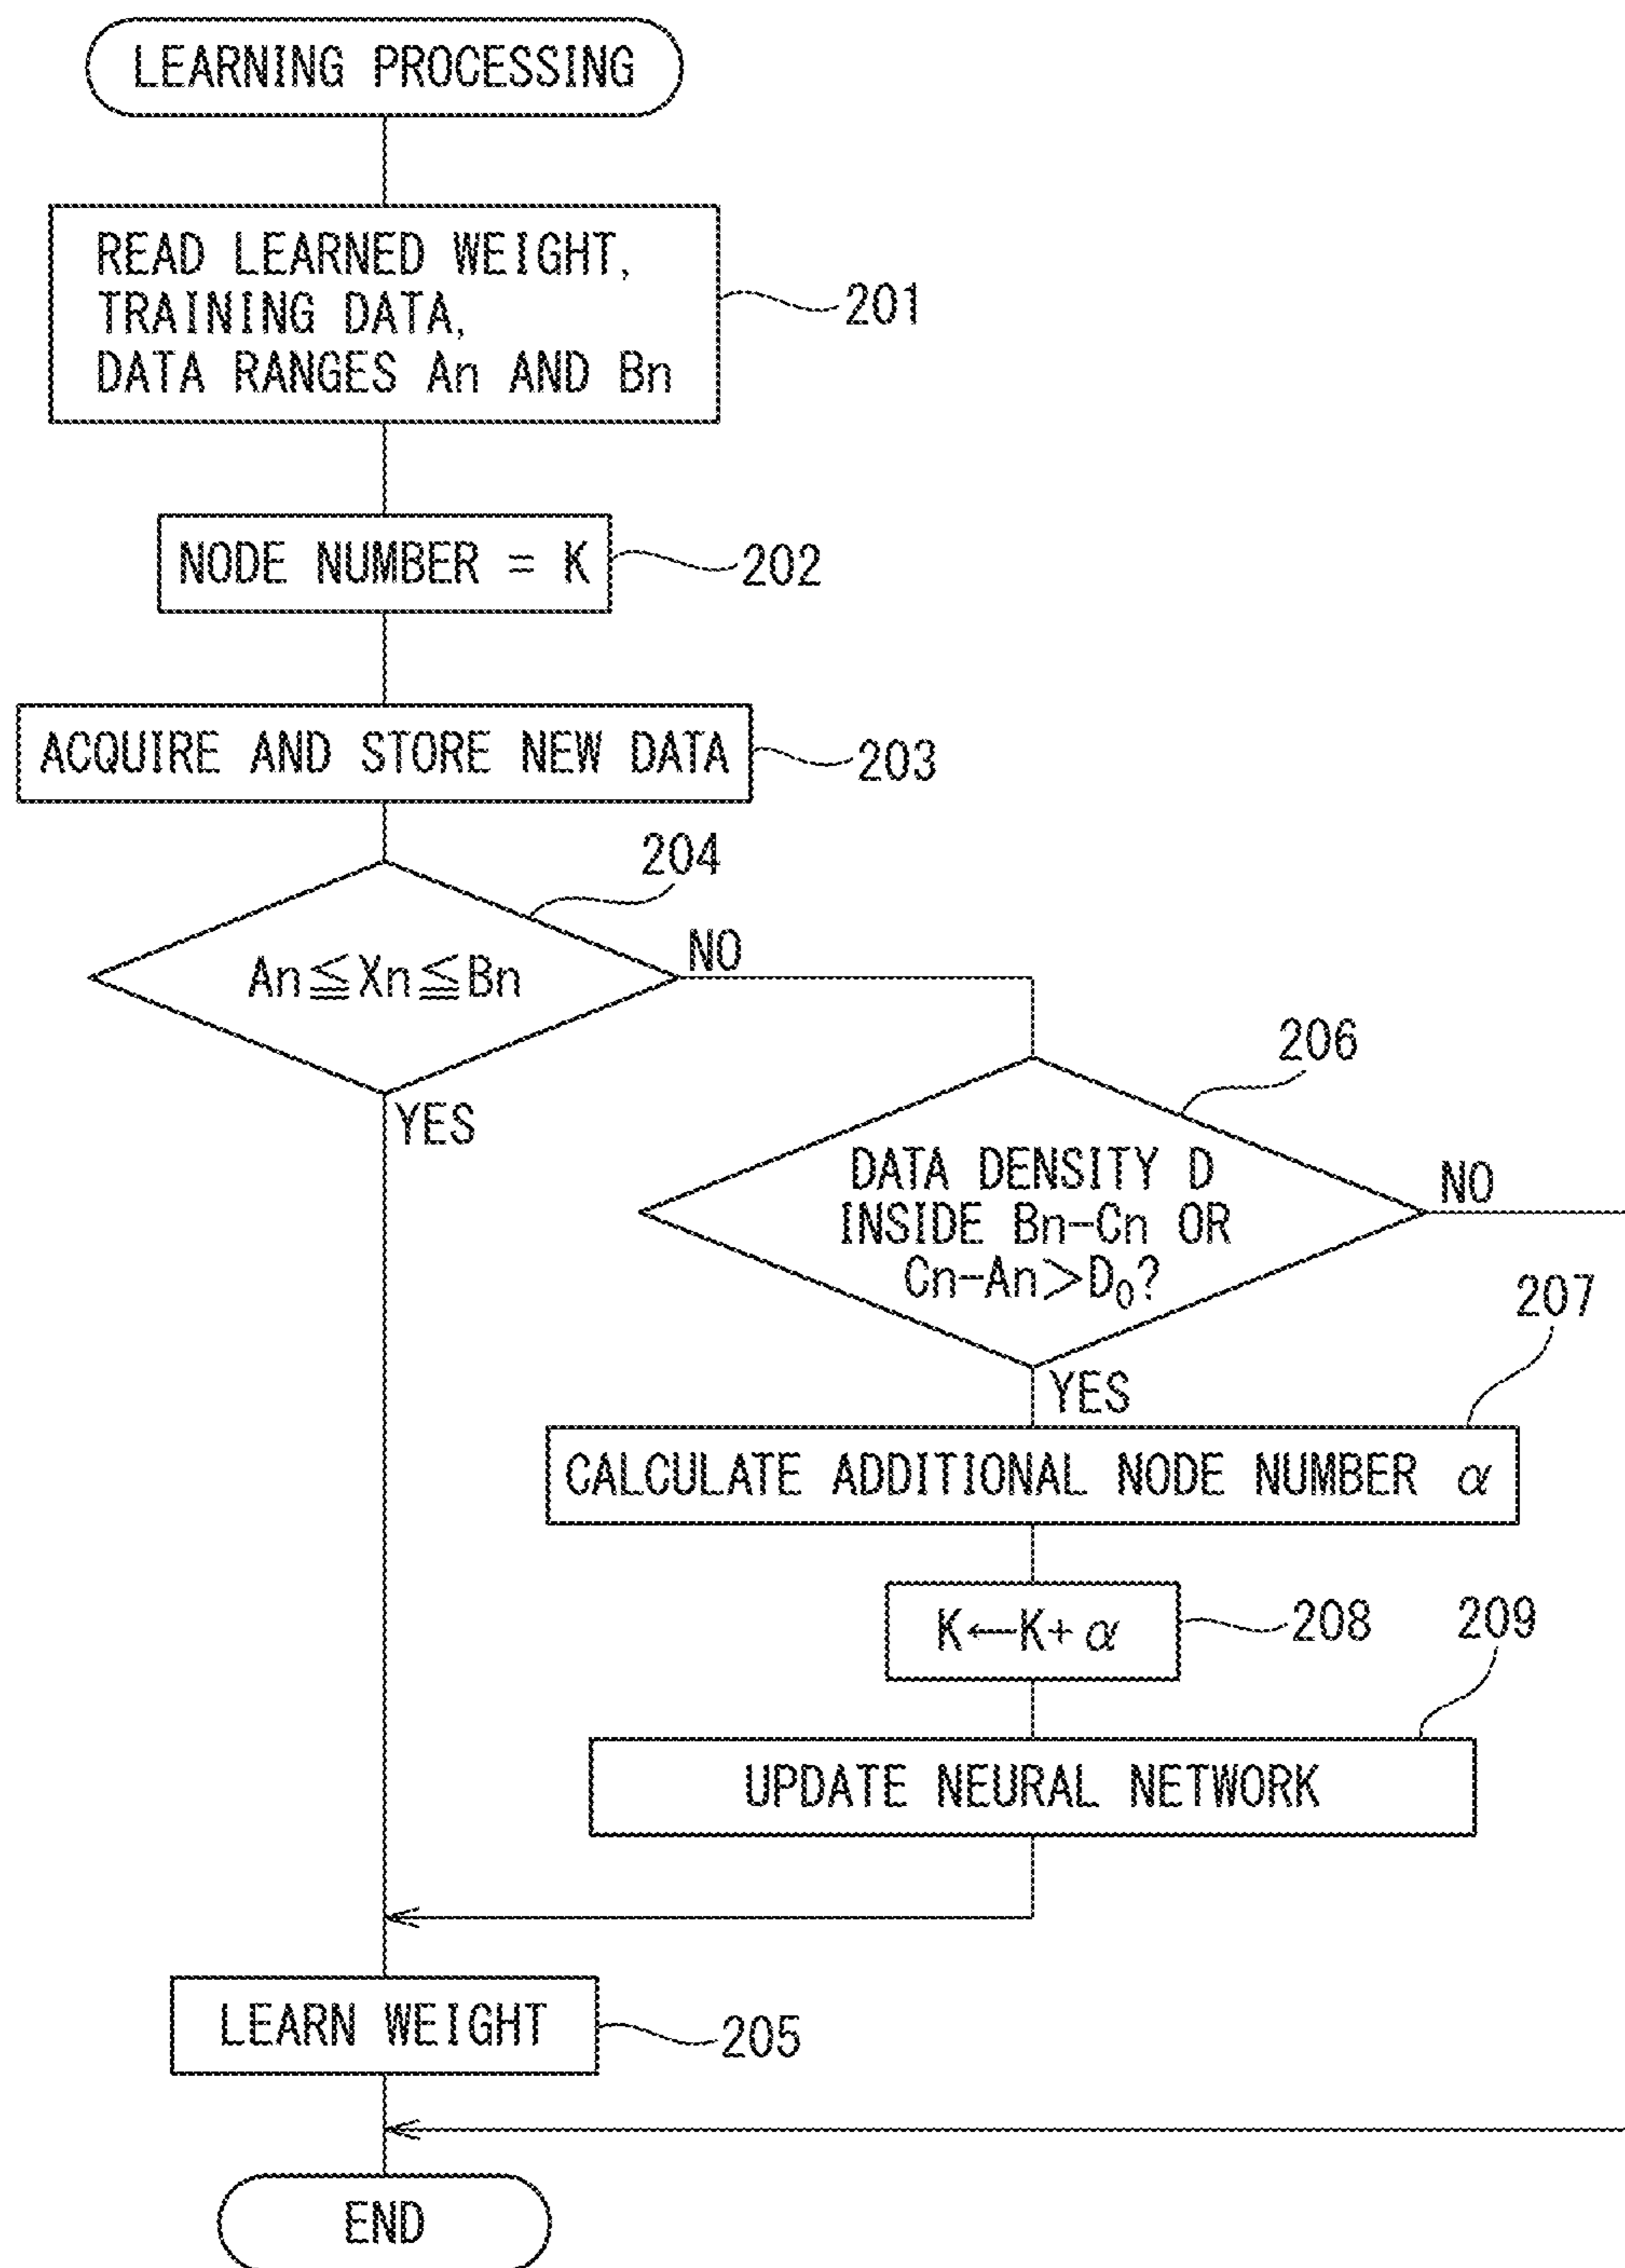 LEARNING PROCESSING
READ LEARNED WEIGHT,
TRAINING DATA,
DATA RANGES An AND Bn
201
NODE NUMBER = K
202
ACQUIRE AND STORE NEW DATA
203
204
An≦Xn≦Bn
NO
YES
206
DATA DENSITY D
INSIDE Bn-Cn OR
Cn-An>D₀?
NO
YES
207
CALCULATE ADDITIONAL NODE NUMBER α
K←K+α
208
209
UPDATE NEURAL NETWORK
LEARN WEIGHT
205
END